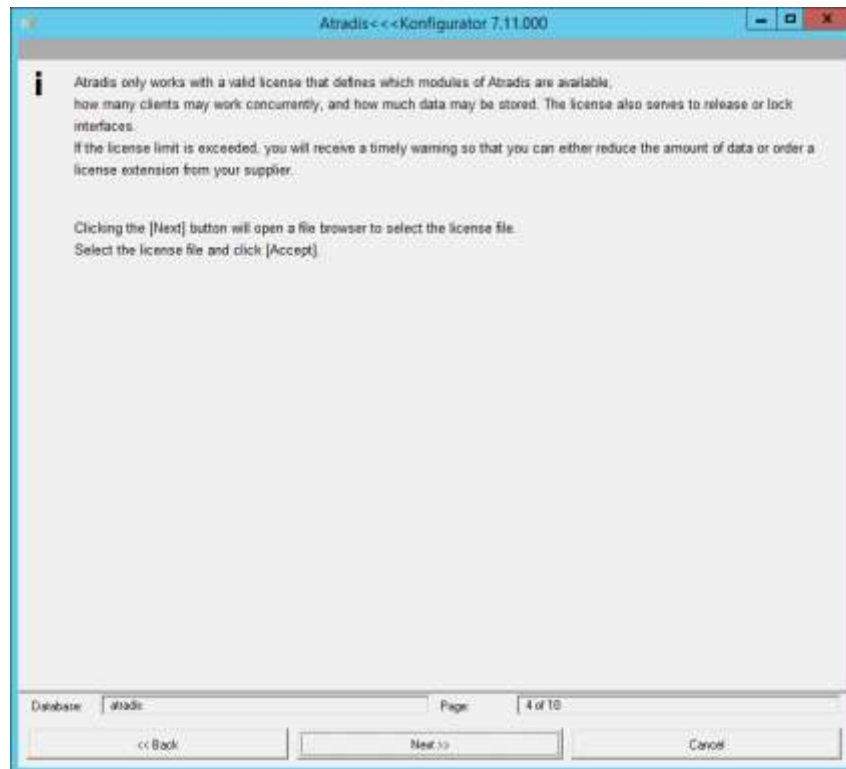 Atradis<<<Konfigurator 7.11.000
i
Atradis only works with a valid license that defines which modules of Atradis are available,
how many clients may work concurrently, and how much data may be stored. The license also serves to release or lock
interfaces.
If the license limit is exceeded, you will receive a timely warning so that you can either reduce the amount of data or order a
license extension from your supplier.
Clicking the [Next] button will open a file browser to select the license file.
Select the license file and click [Accept].
Database: atradis Page: 4 of 10
<< Back Next >> Cancel